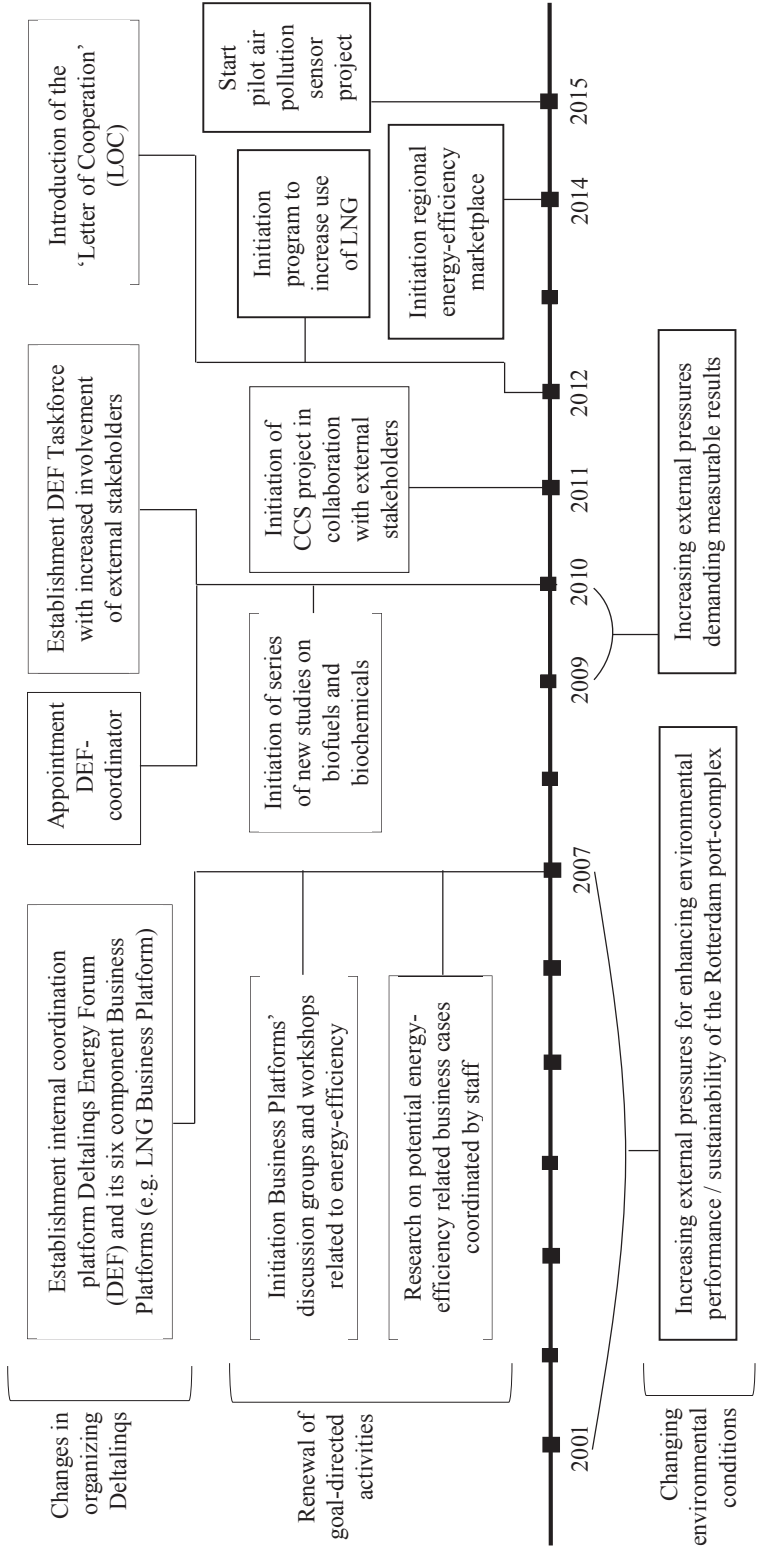 Changes in
organizing
Deltalinqs
Establishment internal coordination
platform Deltalinqs Energy Forum
(DEF) and its six component Business
Platforms (e.g. LNG Business Platform)
Appointment
DEF-
coordinator
Establishment DEF Taskforce
with increased involvement
of external stakeholders
Introduction of the
‘Letter of Cooperation’
(LOC)
Renewal of
goal-directed
activities
Initiation Business Platforms’
discussion groups and workshops
related to energy-efficiency
Research on potential energy-
efficiency related business cases
coordinated by staff
Initiation of series
of new studies on
biofuels and
biochemicals
Initiation of
CCS project in
collaboration
with external
stakeholders
Initiation
program to
increase use
of LNG
Initiation regional
energy-efficiency
marketplace
Start
pilot air
pollution
sensor
project
2001
2007
2009
2010
2011
2012
2014
2015
Changing
environmental
conditions
Increasing external pressures for enhancing environmental
performance / sustainability of the Rotterdam port-complex
Increasing external pressures
demanding measurable results